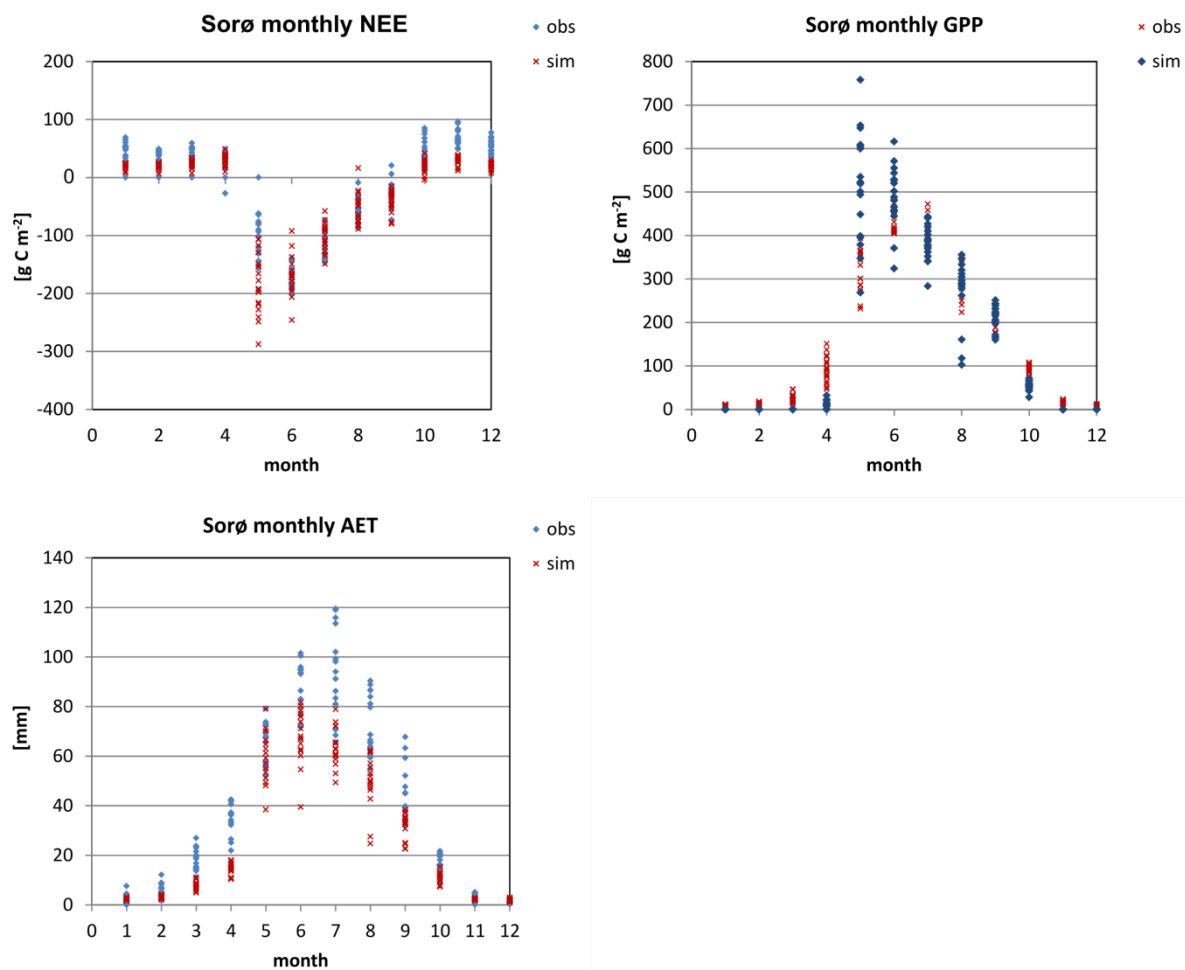 Sorø monthly NEE
obs
sim
200
100
0
-100
-200
-300
-400
[g C m-2]
0 2 4 6 8 10 12
month
Sorø monthly GPP
obs
sim
800
700
600
500
400
300
200
100
0
[g C m-2]
0 2 4 6 8 10 12
month
Sorø monthly AET
obs
sim
140
120
100
80
60
40
20
0
[mm]
0 1 2 3 4 5 6 7 8 9 10 11 12
month